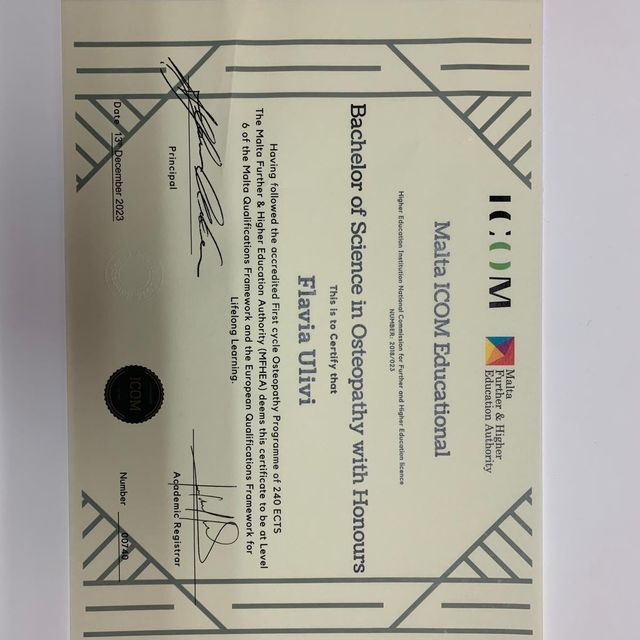 ICOM
Malta
Further & Higher
Education Authority
Malta ICOM Educational
Higher Education Institution National Commission for Further and Higher Education licence
NUMBER: 2018/023
Bachelor of Science in Osteopathy with Honours
This is to Certify that
Flavia Ulivi
Having followed the accredited First cycle Osteopathy Programme of 240 ECTS
The Malta Further & Higher Education Authority (MFHEA) deems this certificate to be at Level
6 of the Malta Qualifications Framework and the European Qualifications Framework for
Lifelong Learning.
Principal
Academic Registrar
Date 13th December 2023
ICOM
Number 00740